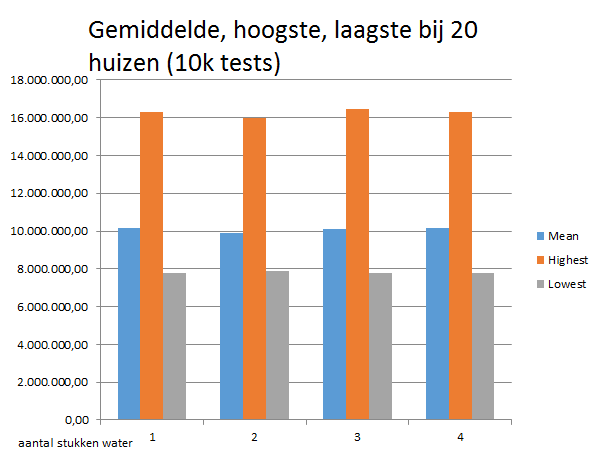 Gemiddelde, hoogste, laagste bij 20
huizen (10k tests)
18.000.000,00
16.000.000,00
14.000.000,00
12.000.000,00
10.000.000,00
8.000.000,00
6.000.000,00
4.000.000,00
2.000.000,00
0,00
Mean
Highest
Lowest
1 2 3 4
aantal stukken water